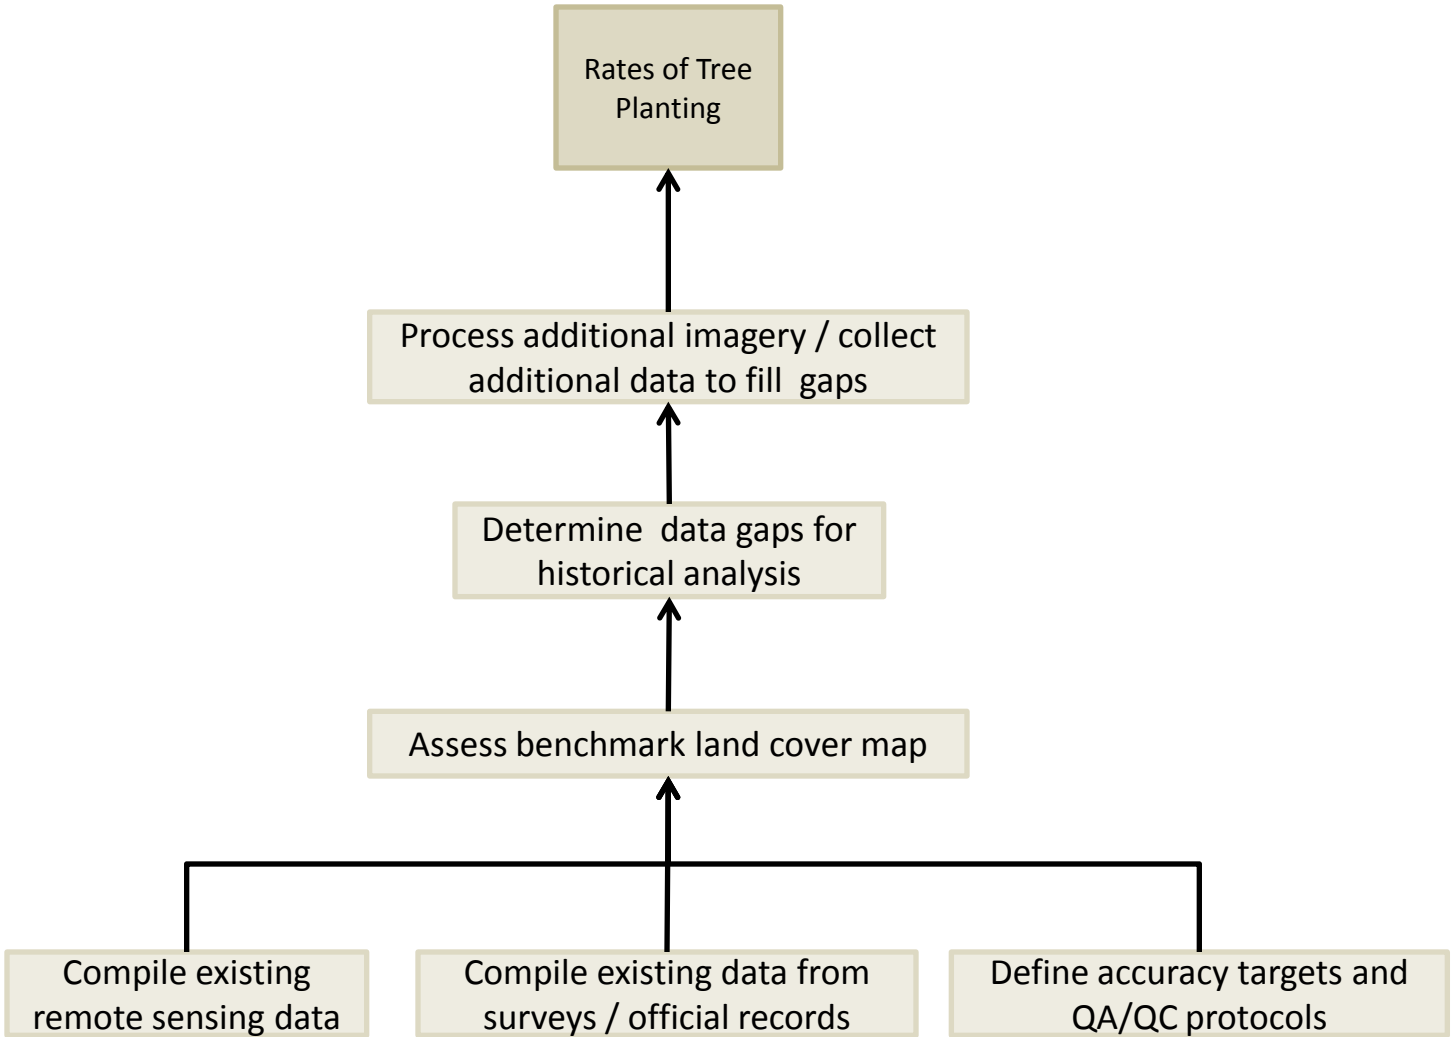 Rates of Tree
Planting
Process additional imagery / collect
additional data to fill  gaps
Determine  data gaps for
historical analysis
Assess benchmark land cover map
Compile existing
remote sensing data
Compile existing data from
surveys / official records
Define accuracy targets and
QA/QC protocols